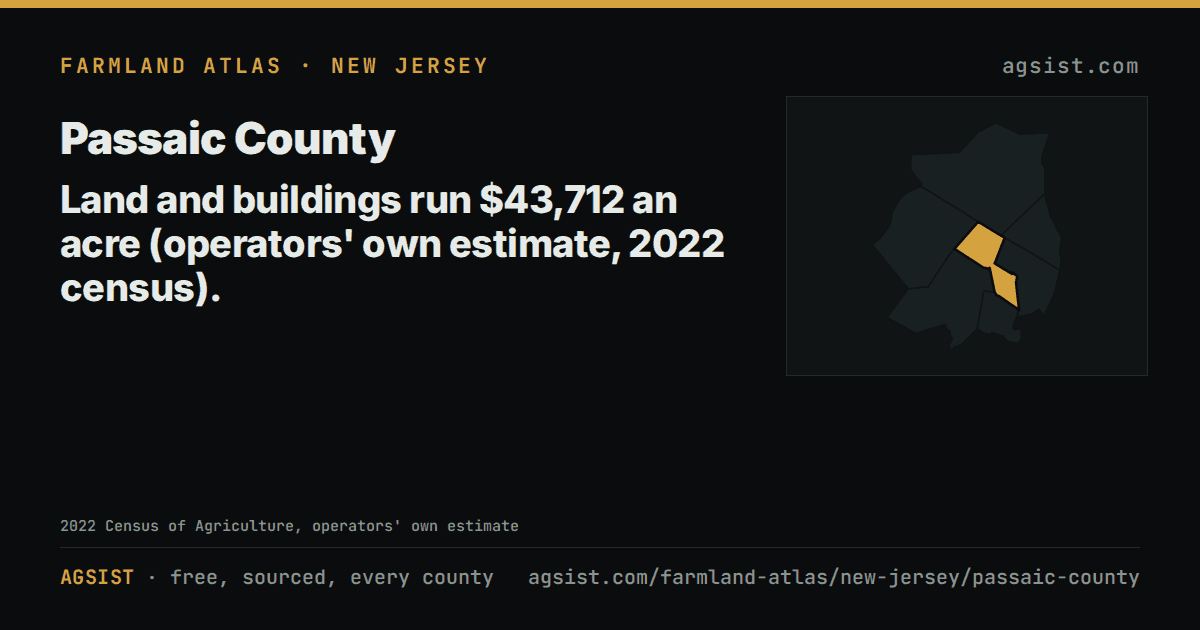 FARMLAND ATLAS · NEW JERSEY
agsist.com
Passaic County
Land and buildings run $43,712 an
acre (operators' own estimate, 2022
census).
2022 Census of Agriculture, operators' own estimate
AGSIST · free, sourced, every county
agsist.com/farmland-atlas/new-jersey/passaic-county